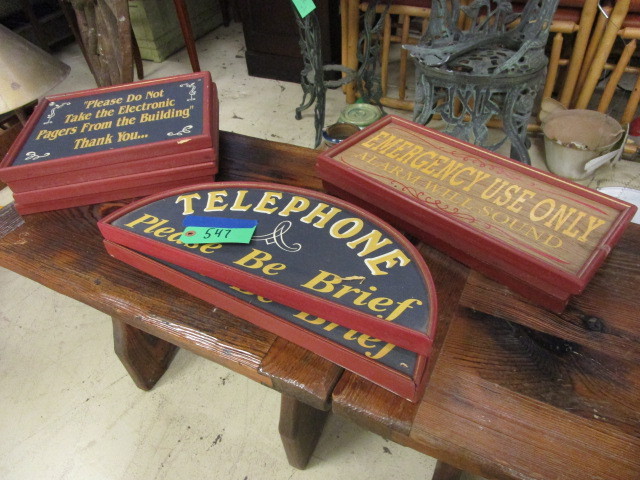 "Please Do Not
Take the Electronic
Pagers From the Building"
Thank You...
EMERGENCY USE ONLY
ALARM WILL SOUND
TELEPHONE
547
Please Be Brief
Be Brief